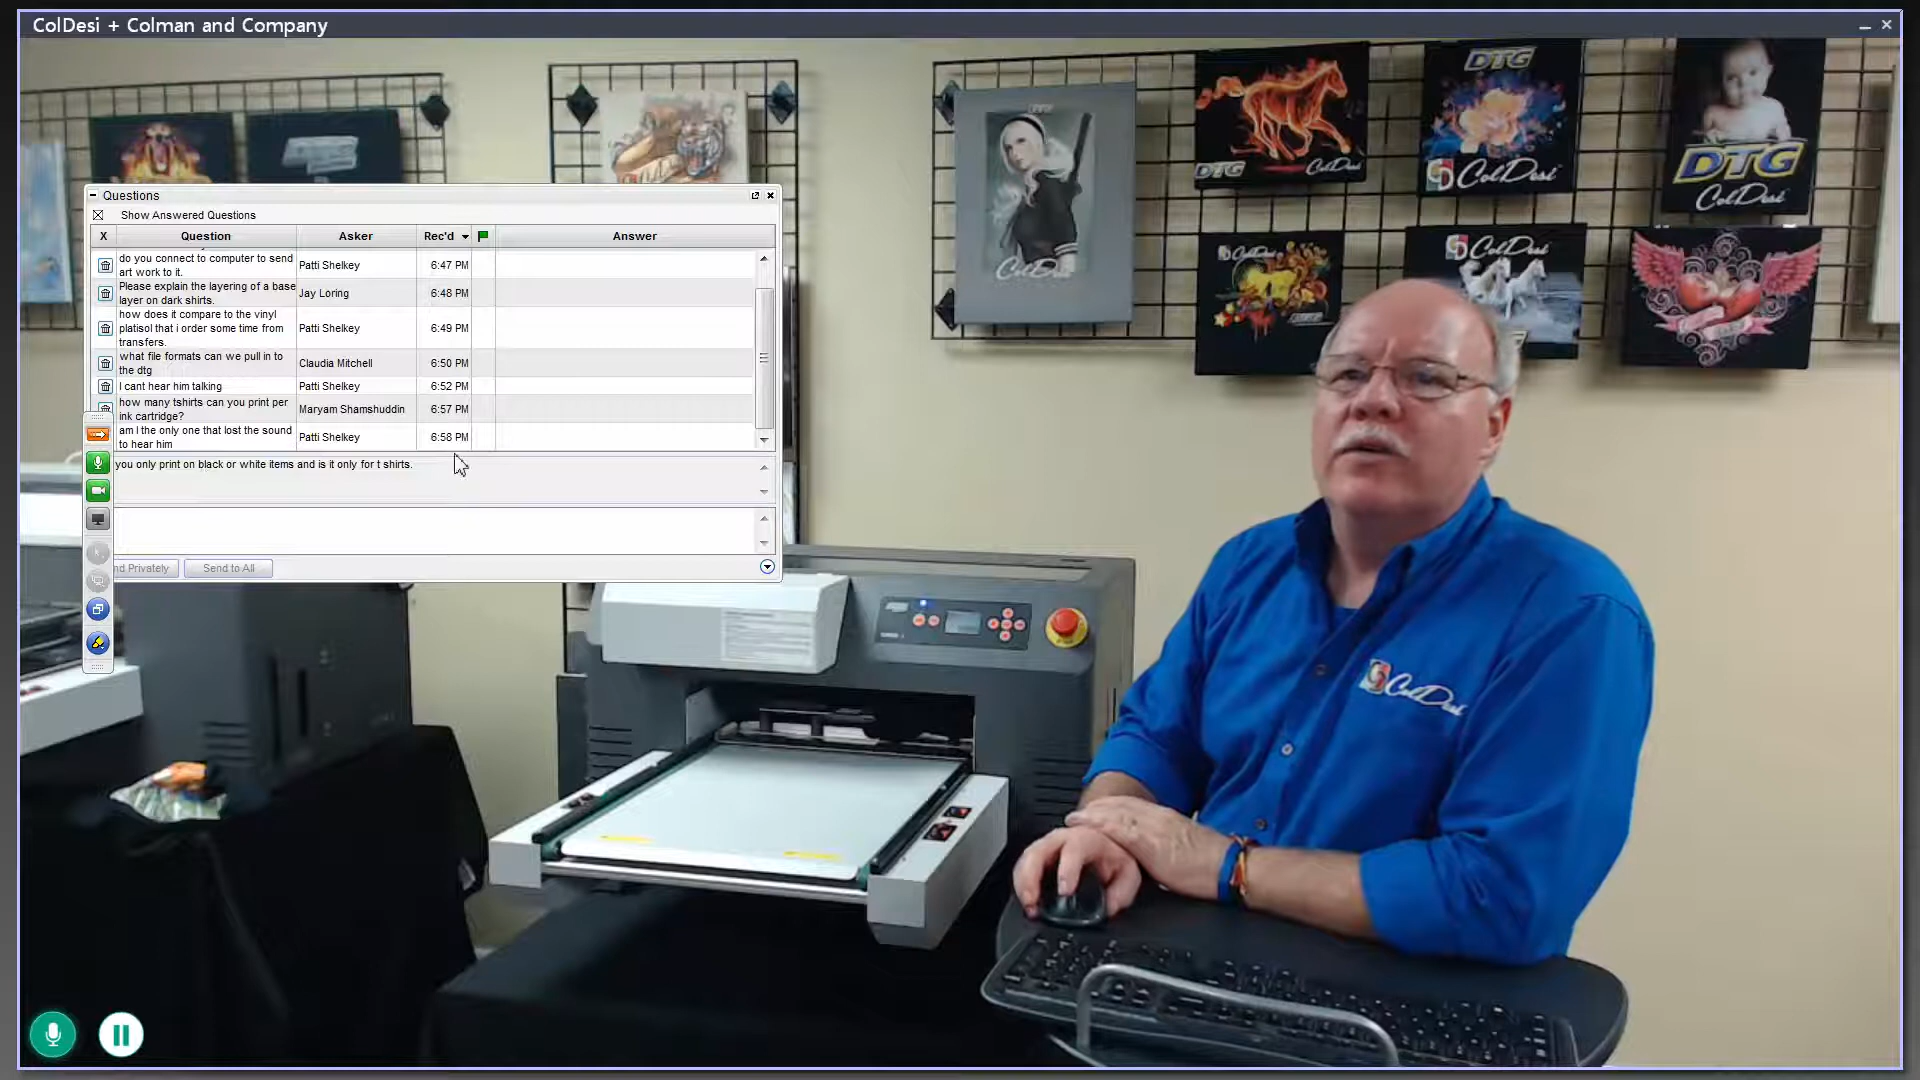 ColDesi + Colman and Company
Questions
Show Answered Questions
X Question Asker Rec'd Answer
do you connect to computer to send
art work to it.
Patti Shelkey 6:47 PM
Please explain the layering of a base
layer on dark shirts.
Jay Loring 6:48 PM
how does it compare to the vinyl
platisol that i order some time from
transfers.
Patti Shelkey 6:49 PM
what file formats can we pull in to
the dtg
Claudia Mitchell 6:50 PM
I cant hear him talking
Patti Shelkey 6:52 PM
how many tshirts can you print per
ink cartridge?
Maryam Shamshuddin 6:57 PM
am I the only one that lost the sound
to hear him
Patti Shelkey 6:58 PM
you only print on black or white items and is it only for t shirts.
nd Privately
Send to All
DTG
ColDesi
DTG
ColDesi
DTG
ColDesi
ColDesi
ColDesi
ColDesi